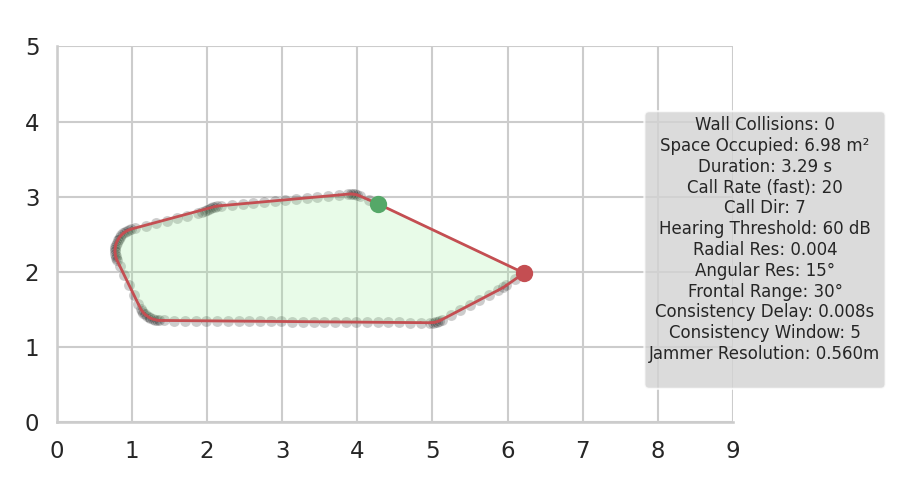 5
4
3
2
1
0
0 1 2 3 4 5 6 7 8 9
Wall Collisions: 0
Space Occupied: 6.98 m²
Duration: 3.29 s
Call Rate (fast): 20
Call Dir: 7
Hearing Threshold: 60 dB
Radial Res: 0.004
Angular Res: 15°
Frontal Range: 30°
Consistency Delay: 0.008s
Consistency Window: 5
Jammer Resolution: 0.560m